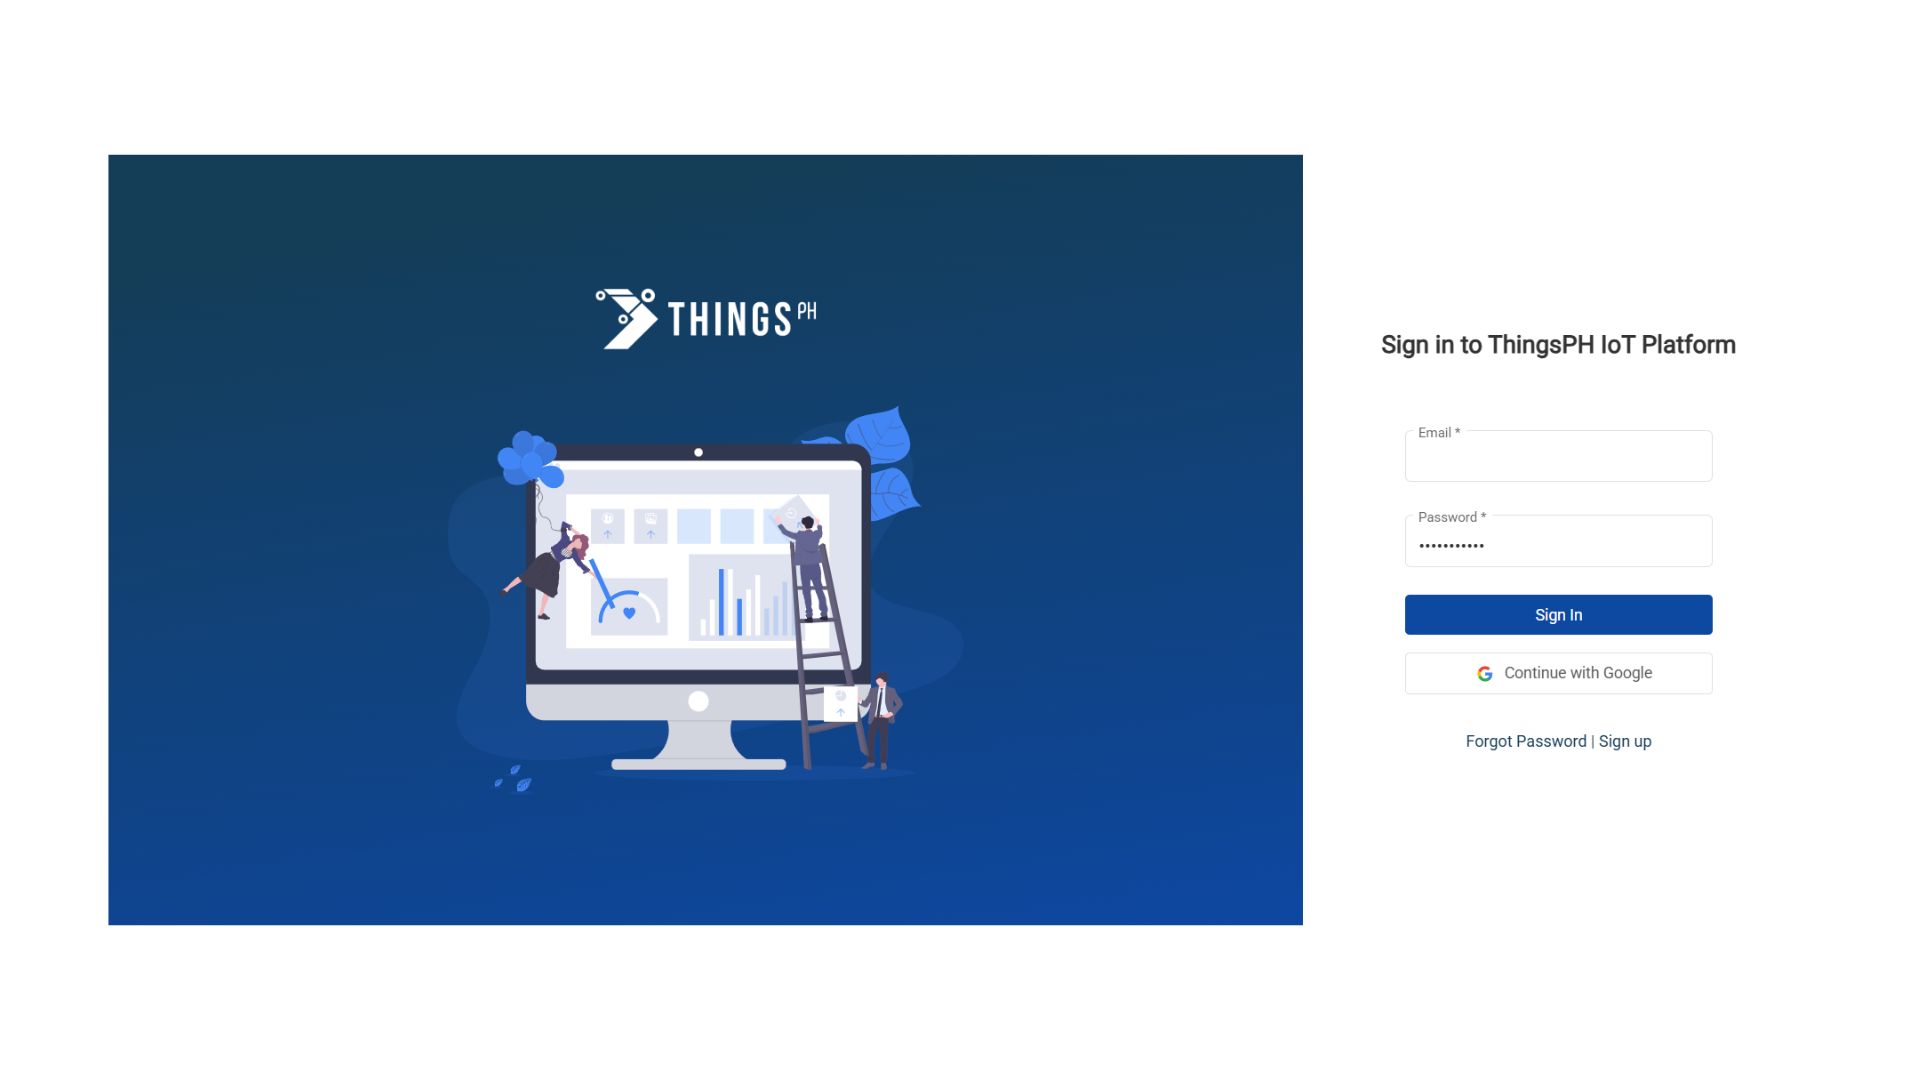 THINGS PH
Sign in to ThingsPH IoT Platform
Email *
Password *
•••••••••••
Sign In
Continue with Google
Forgot Password | Sign up